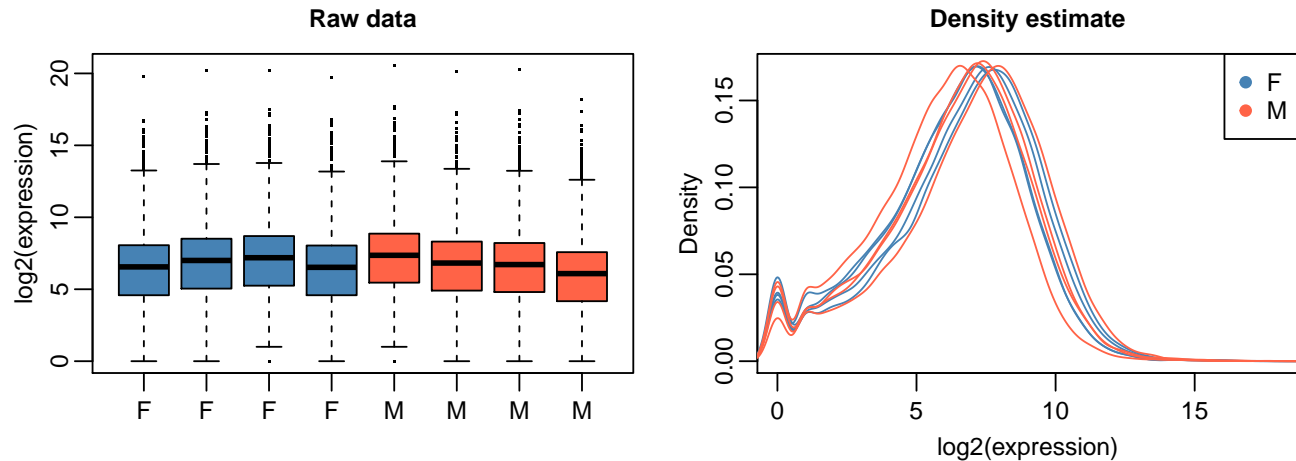 Raw data
log2(expression)
20
15
10
5
0
F F F F M M M M
Density estimate
Density
0.15
0.10
0.05
0.00
F
M
0 5 10 15
log2(expression)